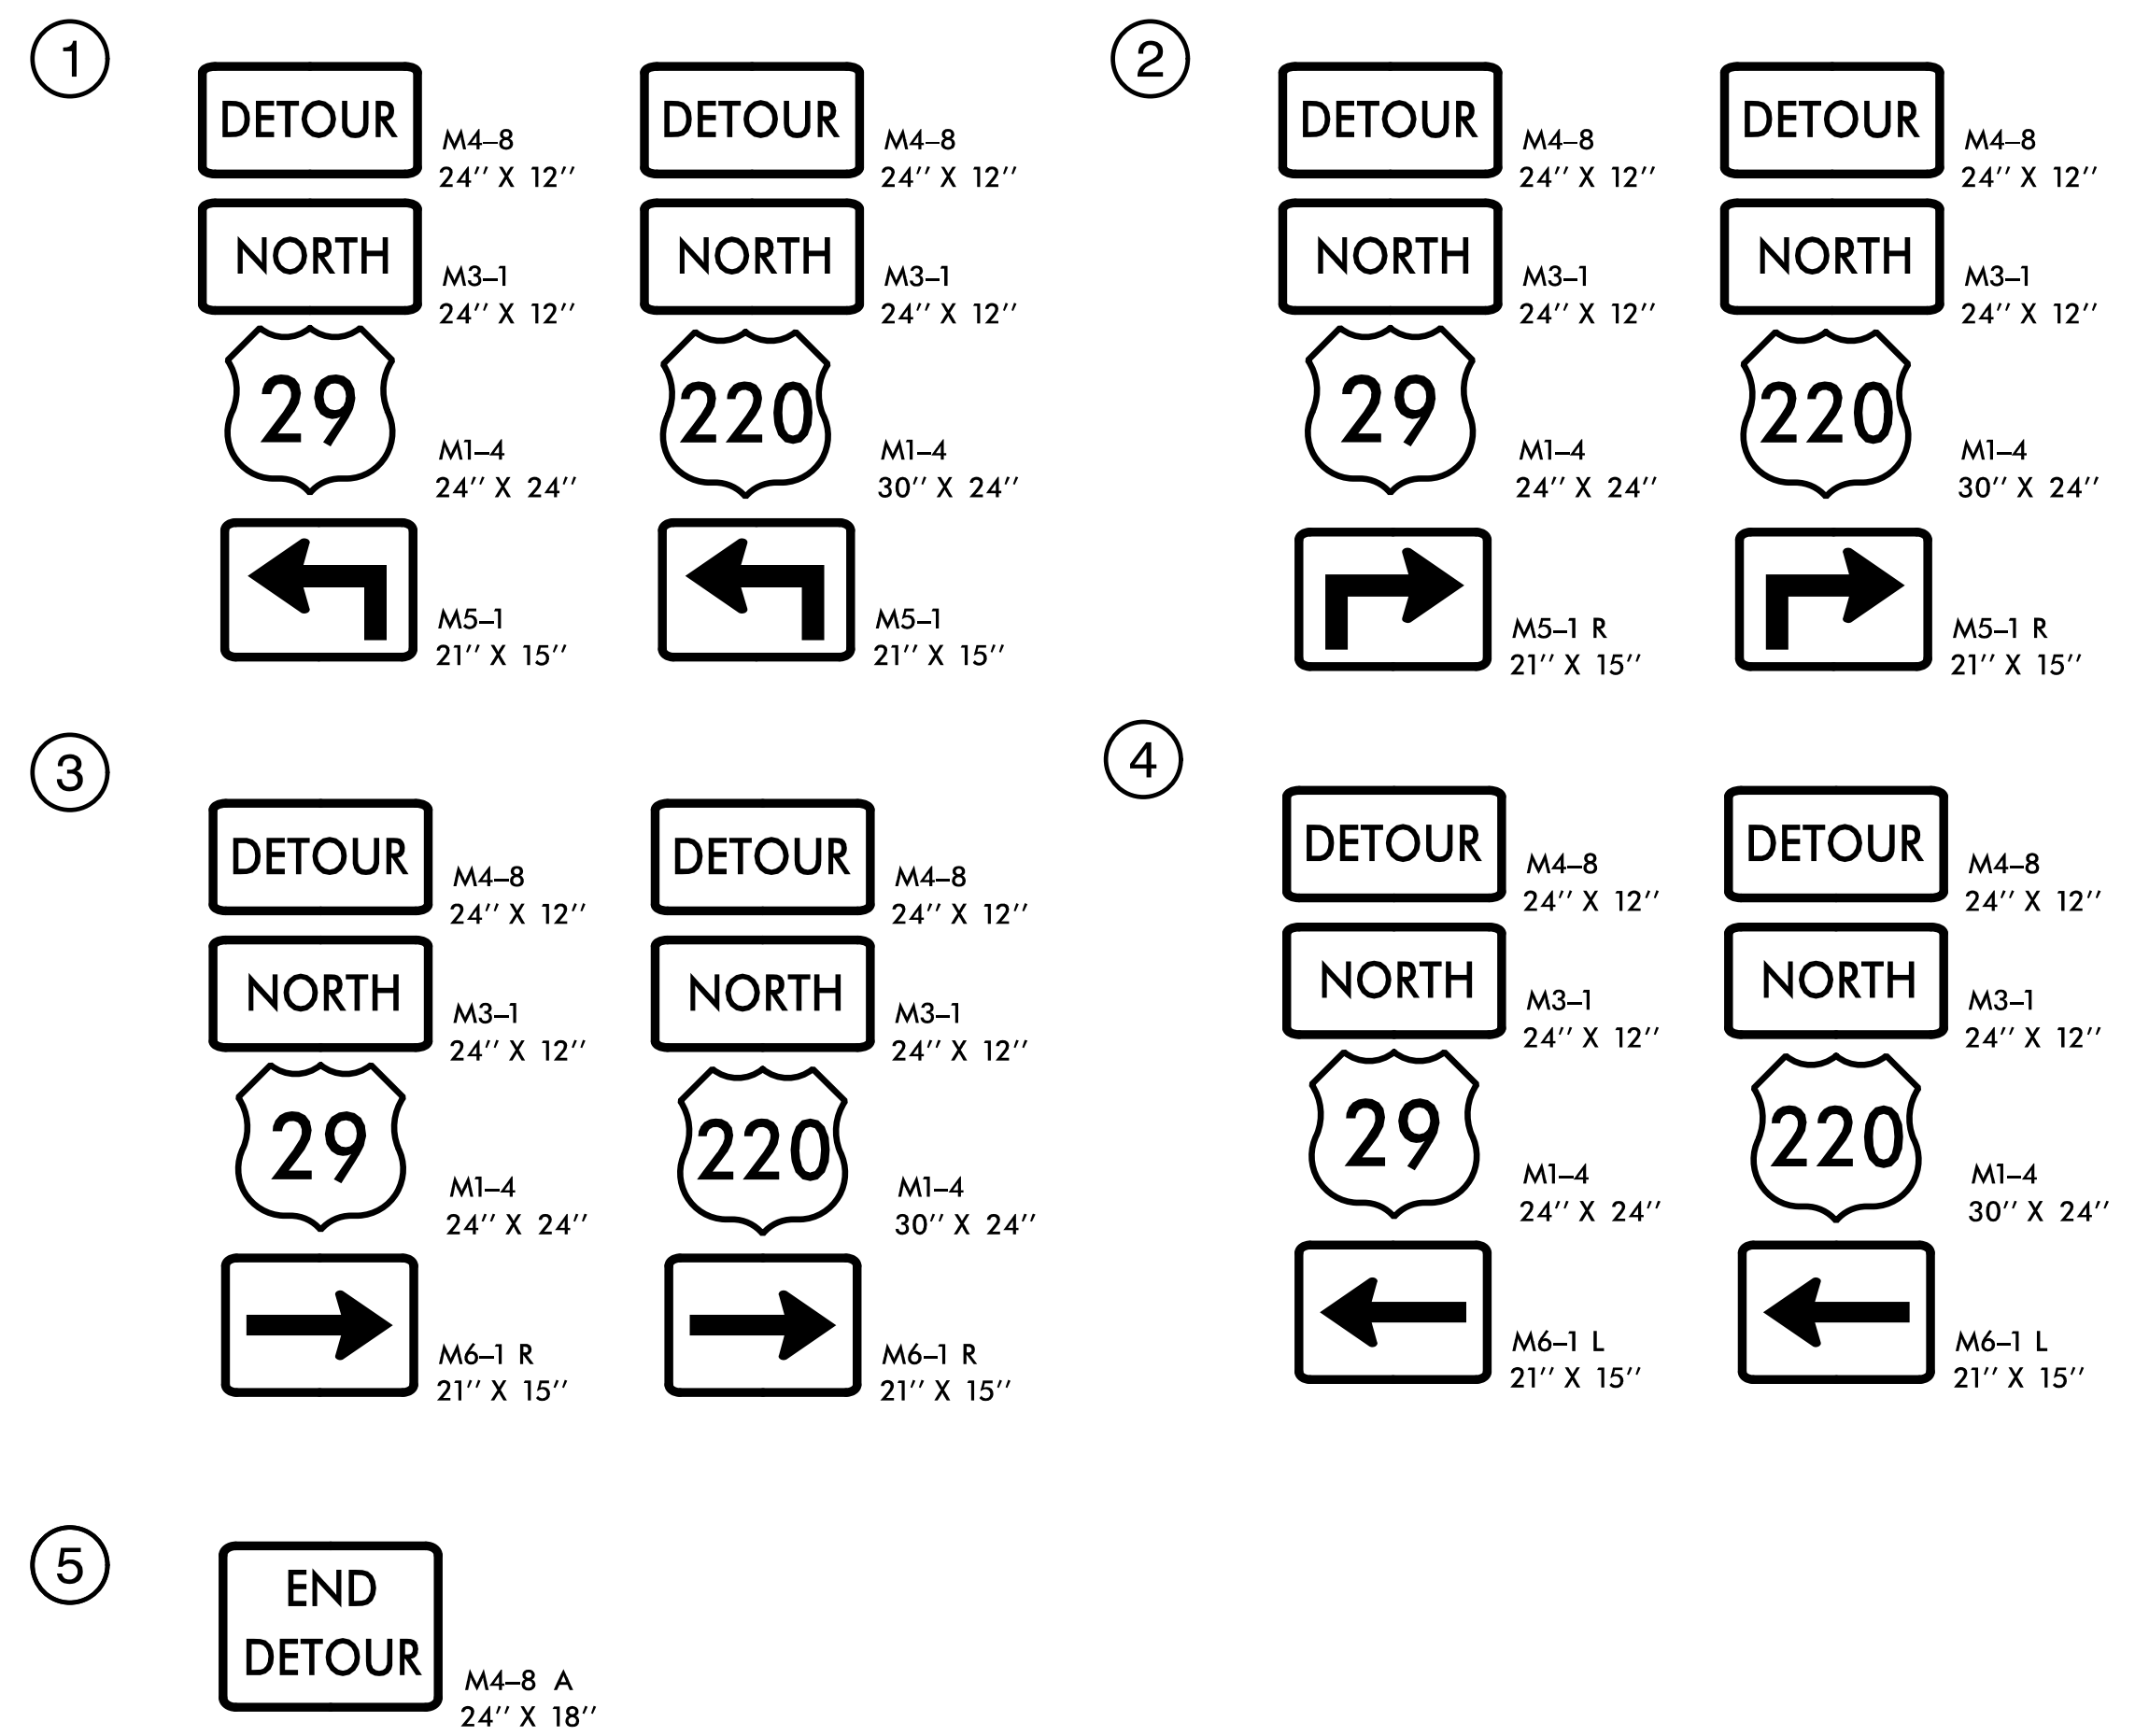 1
DETOUR
M4–8
24'' X 12''
NORTH
M3–1
24'' X 12''
29
M1–4
24'' X 24''
M5–1
21'' X 15''
DETOUR
M4–8
24'' X 12''
NORTH
M3–1
24'' X 12''
220
M1–4
30'' X 24''
M5–1
21'' X 15''
2
DETOUR
M4–8
24'' X 12''
NORTH
M3–1
24'' X 12''
29
M1–4
24'' X 24''
M5–1 R
21'' X 15''
DETOUR
M4–8
24'' X 12''
NORTH
M3–1
24'' X 12''
220
M1–4
30'' X 24''
M5–1 R
21'' X 15''
3
DETOUR
M4–8
24'' X 12''
NORTH
M3–1
24'' X 12''
29
M1–4
24'' X 24''
M6–1 R
21'' X 15''
DETOUR
M4–8
24'' X 12''
NORTH
M3–1
24'' X 12''
220
M1–4
30'' X 24''
M6–1 R
21'' X 15''
4
DETOUR
M4–8
24'' X 12''
NORTH
M3–1
24'' X 12''
29
M1–4
24'' X 24''
M6–1 L
21'' X 15''
DETOUR
M4–8
24'' X 12''
NORTH
M3–1
24'' X 12''
220
M1–4
30'' X 24''
M6–1 L
21'' X 15''
5
END
DETOUR
M4–8 A
24'' X 18''